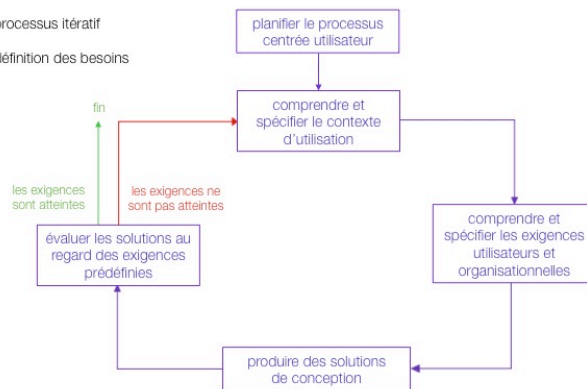 processus itératif
définition des besoins
planifier le processus
centrée utilisateur
comprendre et
spécifier le contexte
d'utilisation
fin
les exigences
sont atteintes
les exigences ne
sont pas atteintes
comprendre et
spécifier les exigences
utilisateurs et
organisationnelles
évaluer les solutions au
regard des exigences
prédéfinies
produire des solutions
de conception